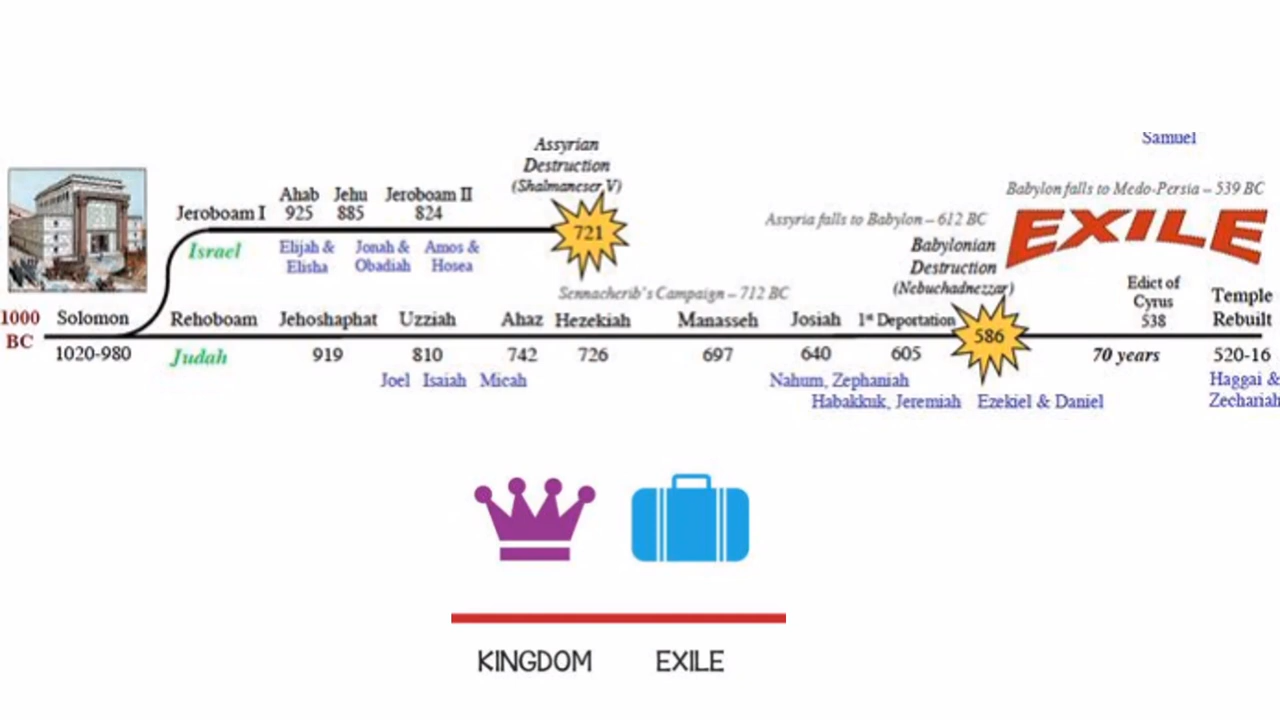 Samuel
Assyrian
Destruction
(Shalmaneser V)
Babylon falls to Medo-Persia – 539 BC
Ahab Jehu Jeroboam II
Jeroboam I 925 885 824
Assyria falls to Babylon – 612 BC
EXILE
721
Israel
Elijah & Jonah & Amos &
Elisha Obadiah Hosea
Babylonian
Destruction
(Nebuchadnezzar)
Sennacherib's Campaign – 712 BC
Edict of
Cyrus
538
Temple
Rebuilt
1000
BC
Solomon Rehoboam Jehoshaphat Uzziah Ahaz Hezekiah Manasseh Josiah 1st Deportation
586
1020-980 Judah 919 810 742 726 697 640 605 70 years 520-16
Joel Isaiah Micah Nahum, Zephaniah Haggai &
Habakkuk, Jeremiah Ezekiel & Daniel Zechariah
KINGDOM EXILE